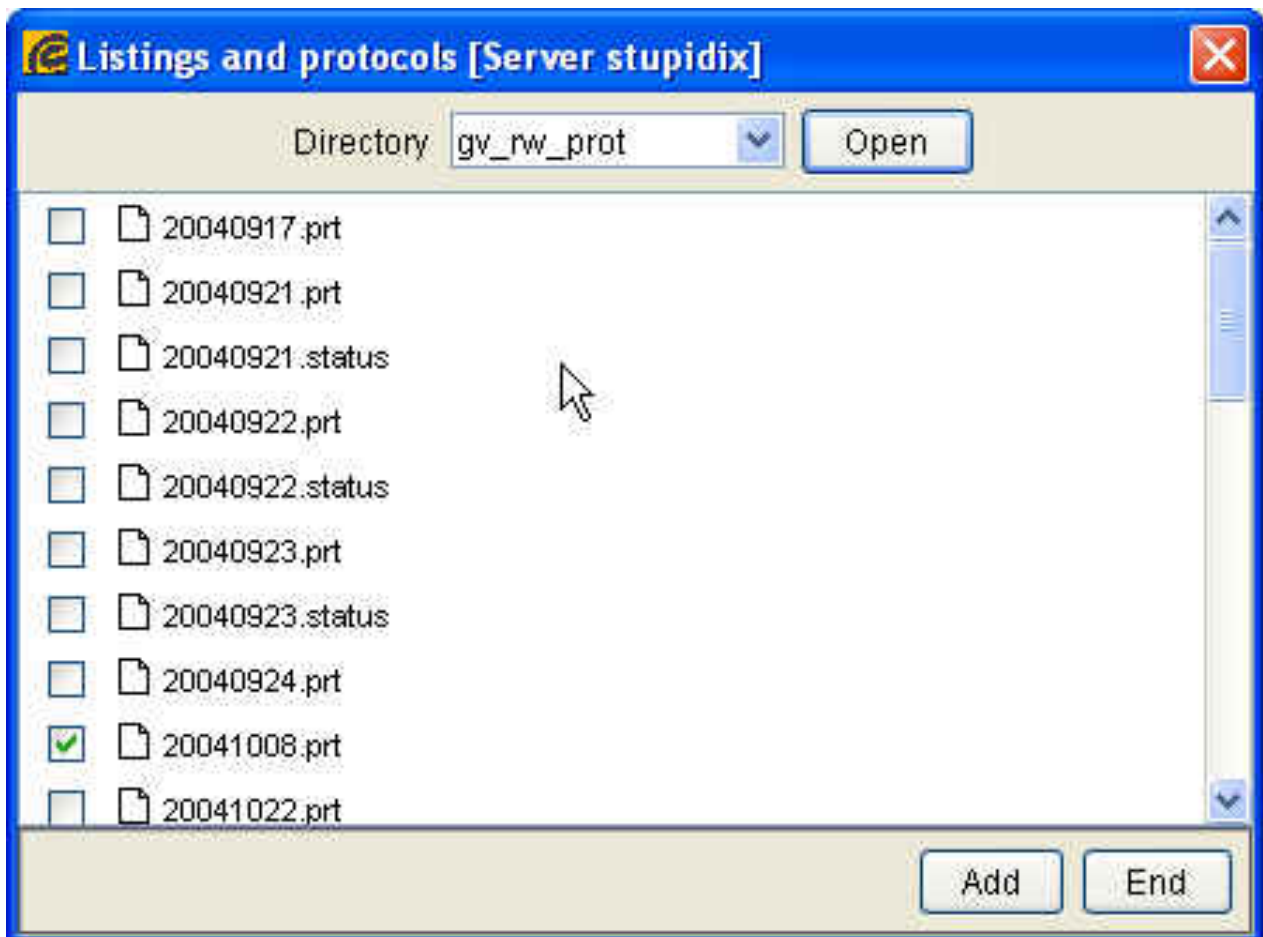 Listings and protocols [Server stupidix]
Directory gv_rw_prot Open
20040917.prt
20040921.prt
20040921.status
20040922.prt
20040922.status
20040923.prt
20040923.status
20040924.prt
20041008.prt
20041022.prt
Add End